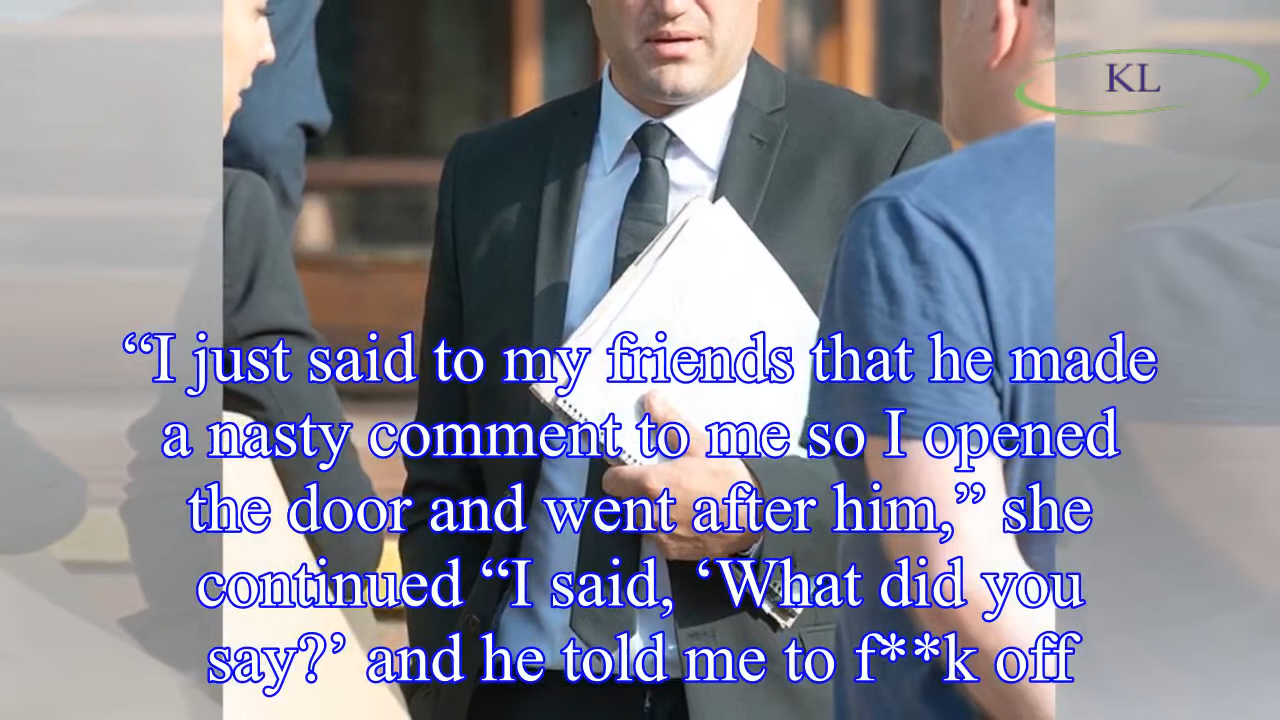 KL
“I just said to my friends that he made
a nasty comment to me so I opened
the door and went after him,” she
continued “I said, ‘What did you
say?’ and he told me to f**k off